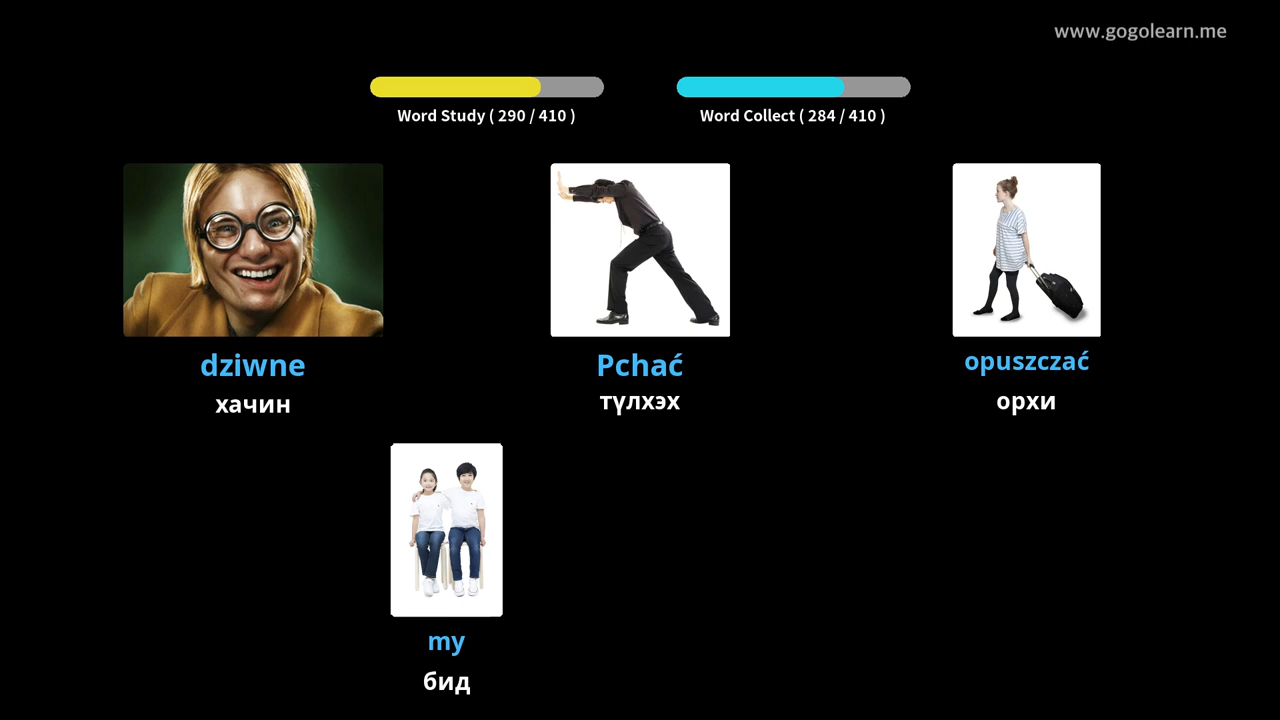 www.gogolearn.me
Word Study ( 290 / 410 )
Word Collect ( 284 / 410 )
dziwne
хачин
Pchać
түлхэх
opuszczać
орхи
my
бид